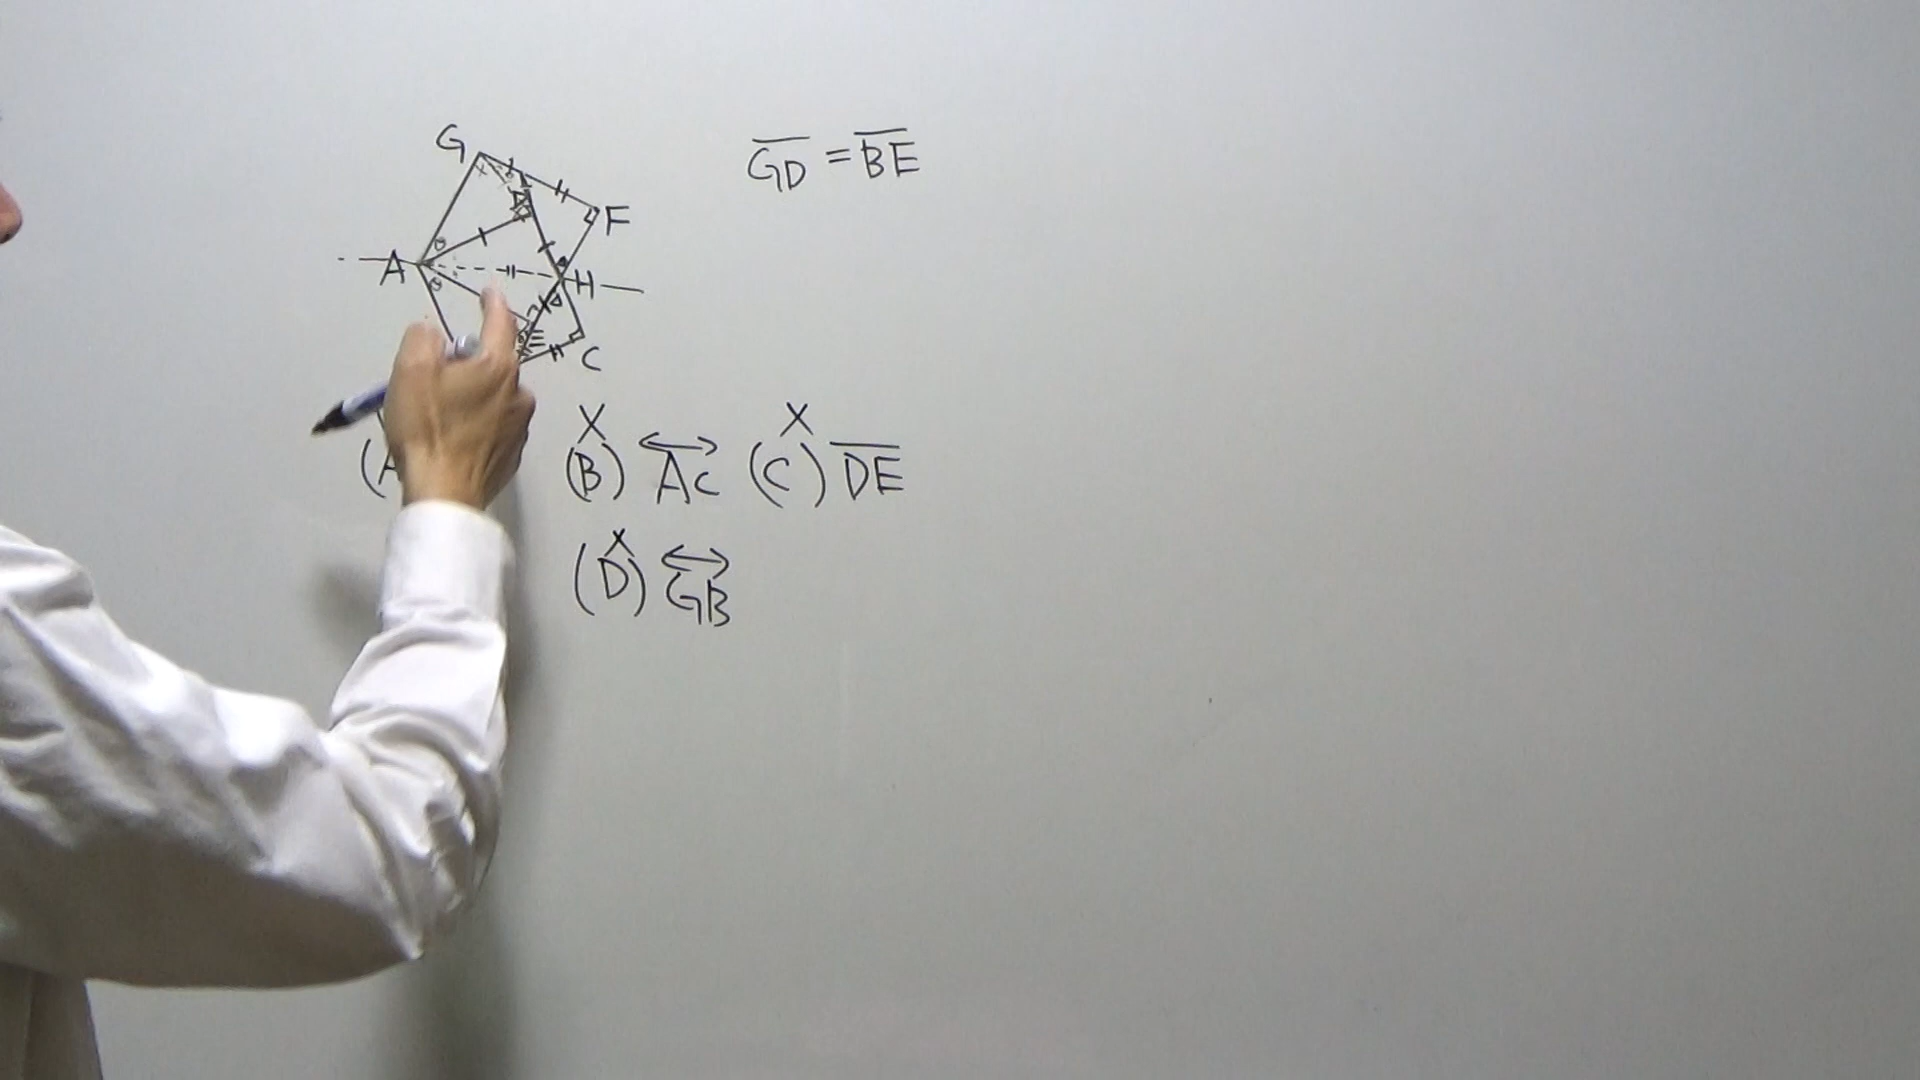 G
GD = BE
D
F
A
H
E
C
X X
(A (B) AC (C) DE
X
(D) GB